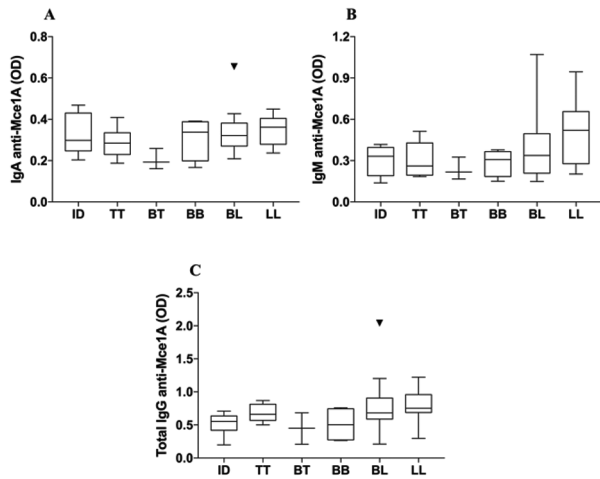 A
IgA anti-Mce1A (OD)
0.8
0.6
0.4
0.2
0.0
ID TT BT BB BL LL
B
IgM anti-Mce1A (OD)
1.2
0.9
0.6
0.3
0.0
ID TT BT BB BL LL
C
Total IgG anti-Mce1A (OD)
2.5
2.0
1.5
1.0
0.5
0.0
ID TT BT BB BL LL